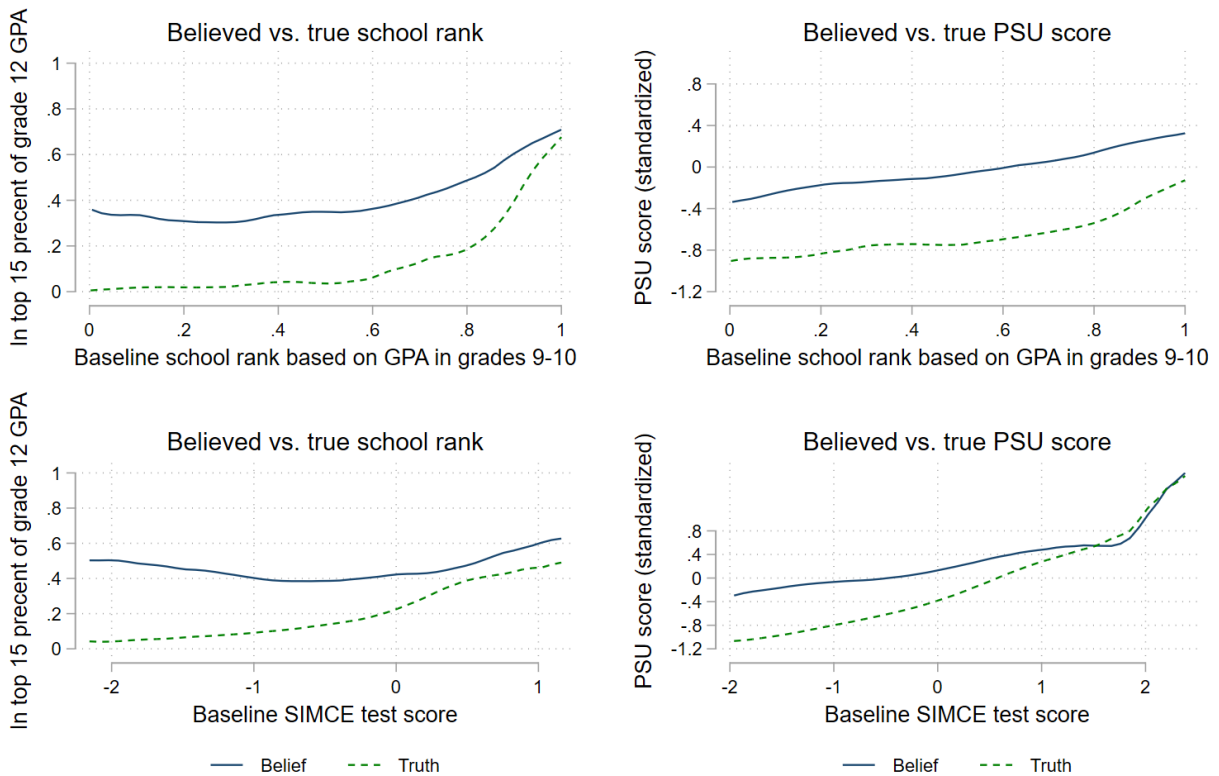 Believed vs. true school rank
In top 15 precent of grade 12 GPA
1
.8
.6
.4
.2
0
0 .2 .4 .6 .8 1
Baseline school rank based on GPA in grades 9-10
Believed vs. true PSU score
PSU score (standardized)
.8
.4
0
-.4
-.8
-1.2
0 .2 .4 .6 .8 1
Baseline school rank based on GPA in grades 9-10
Believed vs. true school rank
In top 15 precent of grade 12 GPA
1
.8
.6
.4
.2
0
-2 -1 0 1
Baseline SIMCE test score
Belief Truth
Believed vs. true PSU score
PSU score (standardized)
.8
.4
0
-.4
-.8
-1.2
-2 -1 0 1 2
Baseline SIMCE test score
Belief Truth